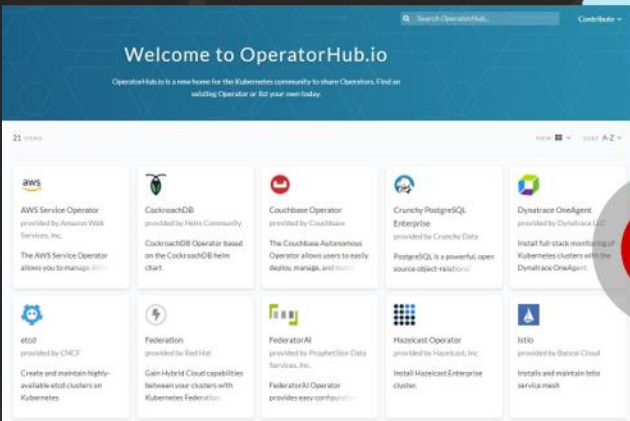 Search OperatorHub...
Contribute
Welcome to OperatorHub.io
OperatorHub.io is a new home for the Kubernetes community to share Operators. Find an
existing Operator or list your own today.
21 ITEMS
VIEW
SORT A-Z
aws
AWS Service Operator
provided by Amazon Web
Services, Inc.
The AWS Service Operator
allows you to manage
CockroachDB
provided by Helm Community
CockroachDB Operator based
on the CockroachDB helm
chart
Couchbase Operator
provided by Couchbase
The Couchbase Autonomous
Operator allows users to easily
deploy, manage, and
Crunchy PostgreSQL
Enterprise
provided by Crunchy Data
PostgreSQL is a powerful, open
source object-relational
Dynatrace OneAgent
provided by Dynatrace LLC
Install full-stack monitoring of
Kubernetes clusters with the
Dynatrace OneAgent.
etcd
provided by CNCF
Create and maintain highly-
available etcd clusters on
Kubernetes
Federation
provided by Red Hat
Gain Hybrid Cloud capabilities
between your clusters with
Kubernetes Federation.
FederatorAI
provided by ProphetStor Data
Services, Inc.
FederatorAI Operator
provides easy
Hazelcast Operator
provided by Hazelcast, Inc
Install Hazelcast Enterprise
cluster.
Istio
provided by Banzai Cloud
Installs and maintain Istio
service mesh